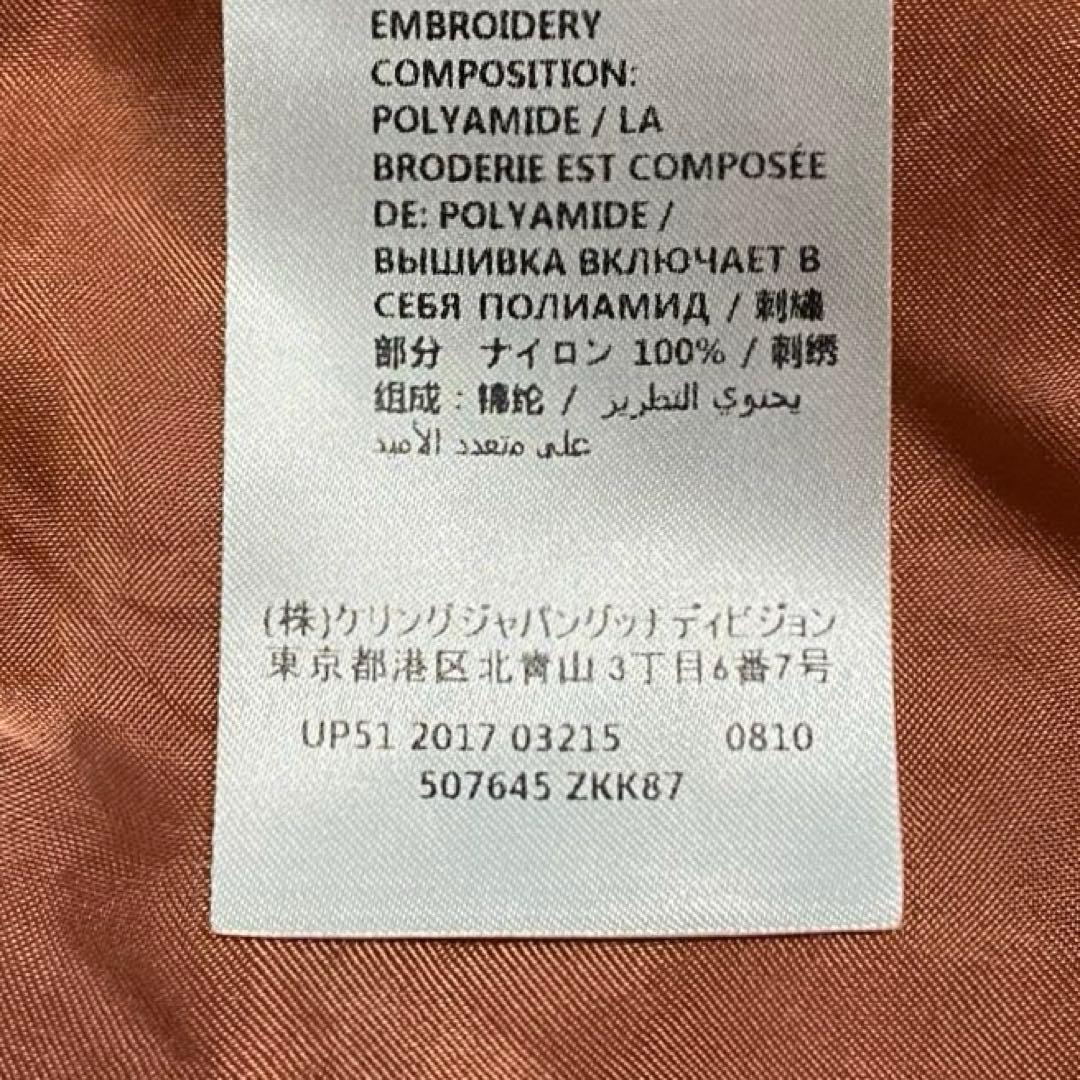 EMBROIDERY
COMPOSITION:
POLYAMIDE / LA
BRODERIE EST COMPOSÉE
DE: POLYAMIDE /
ВЫШИВКА ВКЛЮЧАЕТ В
СЕБЯ ПОЛИАМИД / 刺繍
部分 ナイロン 100% / 刺绣
组成 : 锦纶 / يحتوي التطريز
على متعدد الأميد
(株)ケリングジャパングッチディビジョン
東京都港区北青山3丁目6番7号
UP51 2017 03215 0810
507645 ZKK87